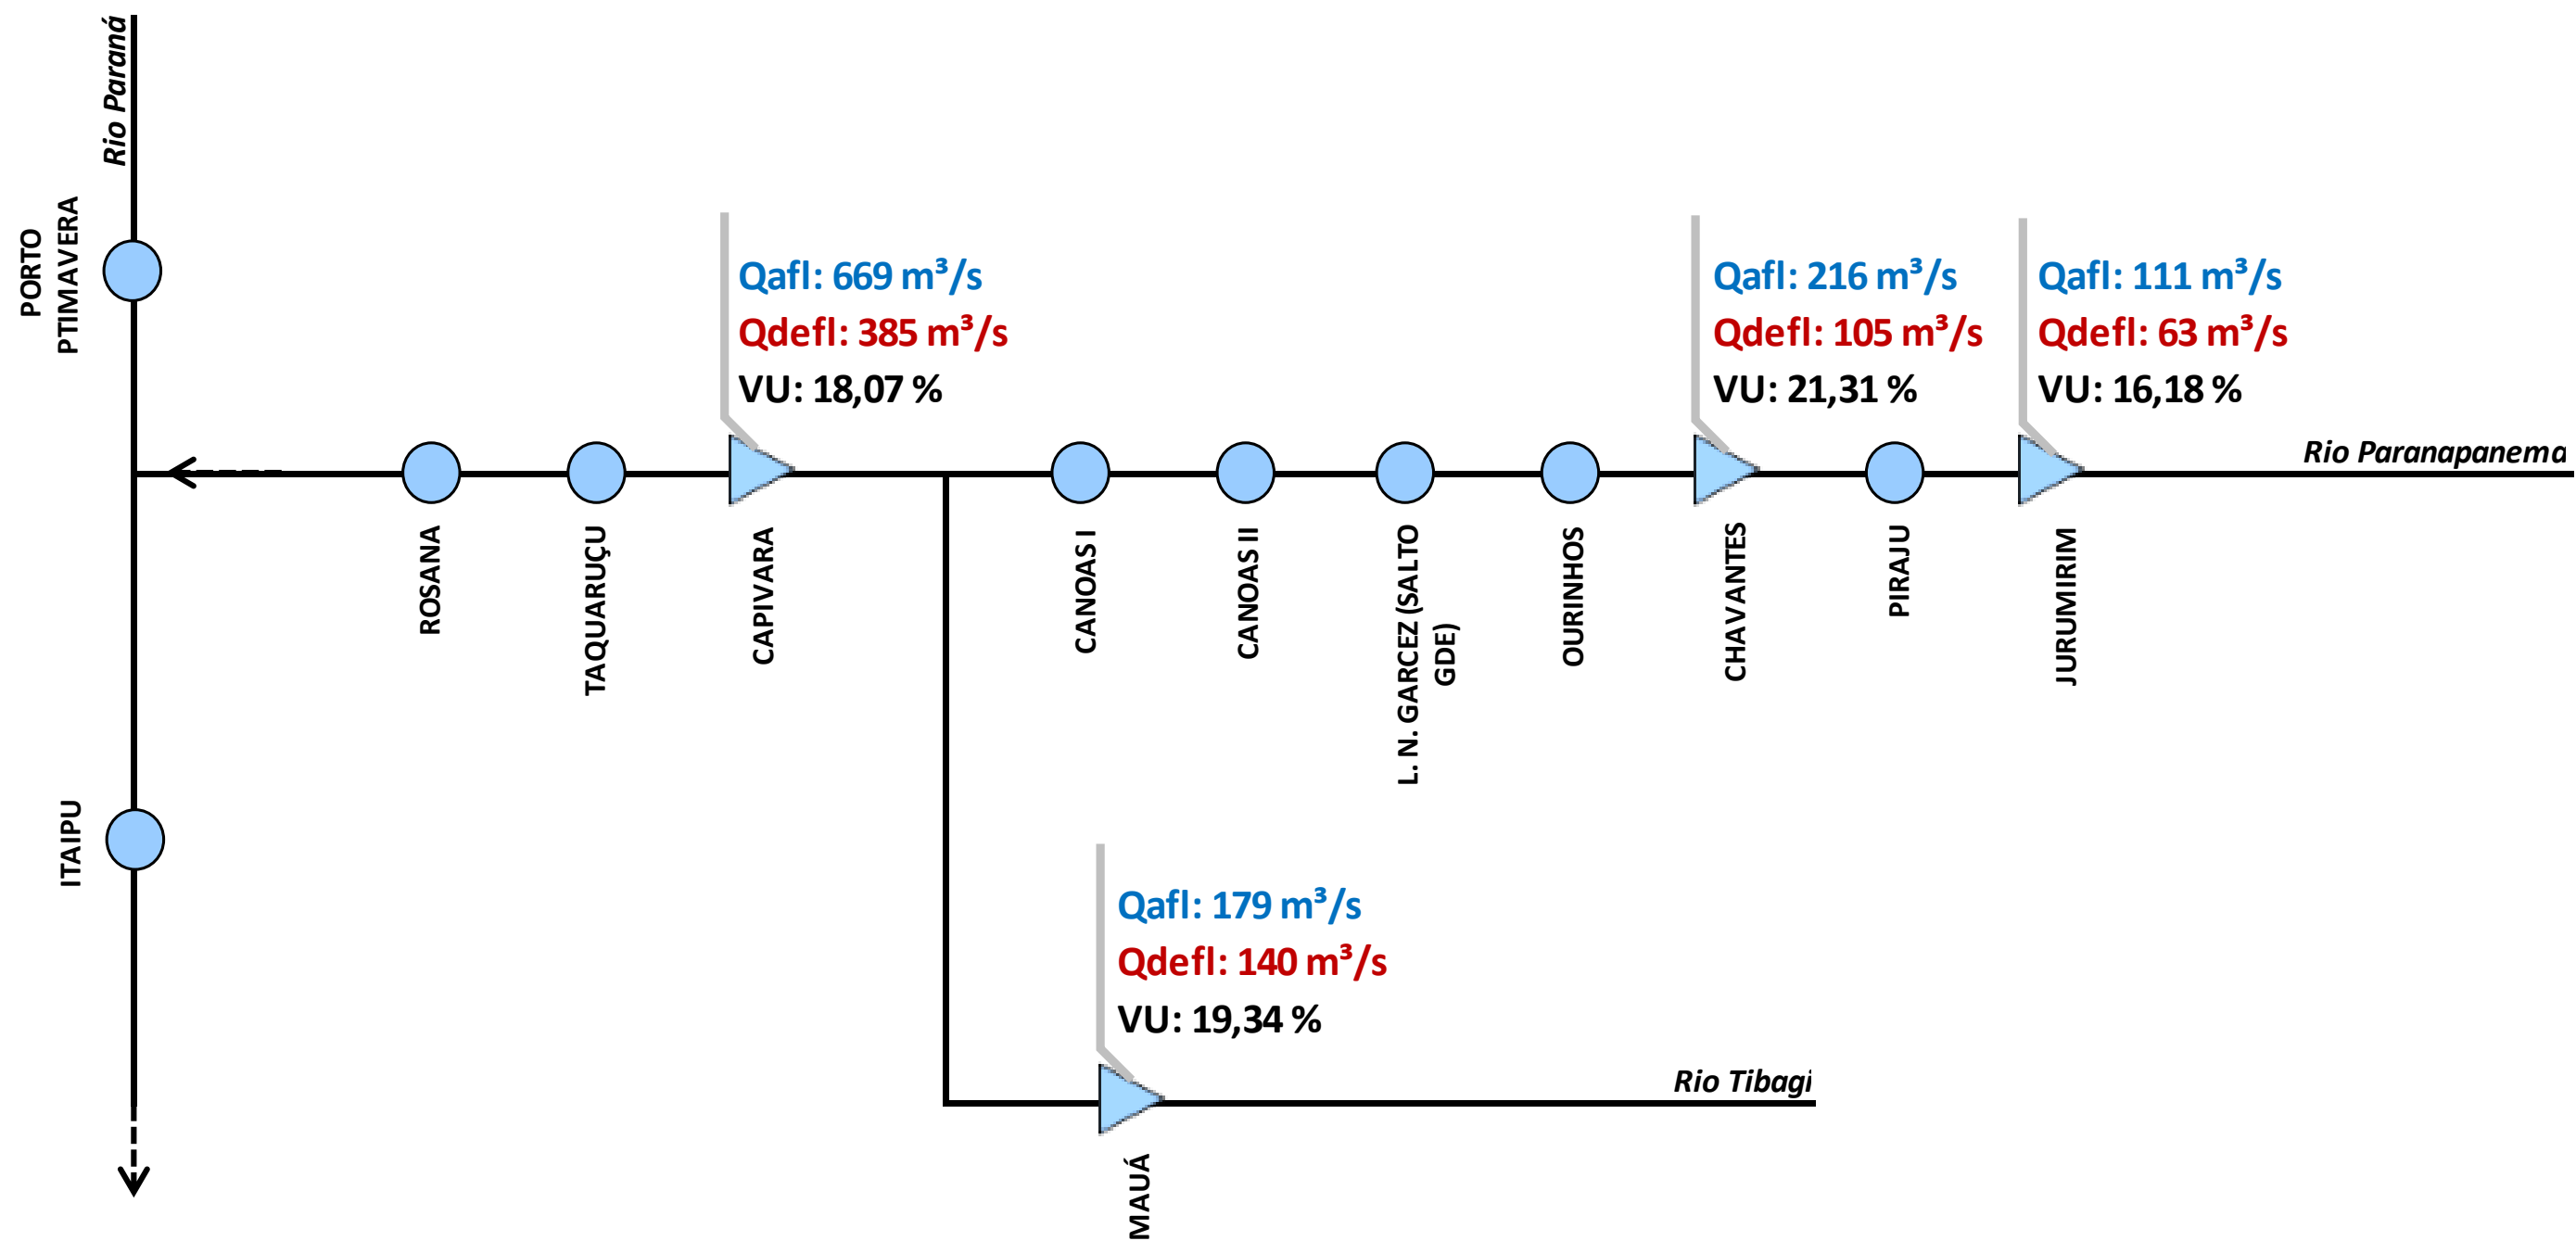 Rio Paraná
PORTO
PTIMAVERA
Qafl: 669 m³/s
Qdefl: 385 m³/s
VU: 18,07 %
Qafl: 216 m³/s
Qdefl: 105 m³/s
VU: 21,31 %
Qafl: 111 m³/s
Qdefl: 63 m³/s
VU: 16,18 %
Rio Paranapanema
ROSANA
TAQUARUÇU
CAPIVARA
CANOAS I
CANOAS II
L. N. GARCEZ (SALTO
GDE)
OURINHOS
CHAVANTES
PIRAJU
JURUMIRIM
ITAIPU
Qafl: 179 m³/s
Qdefl: 140 m³/s
VU: 19,34 %
Rio Tibagi
MAUÁ